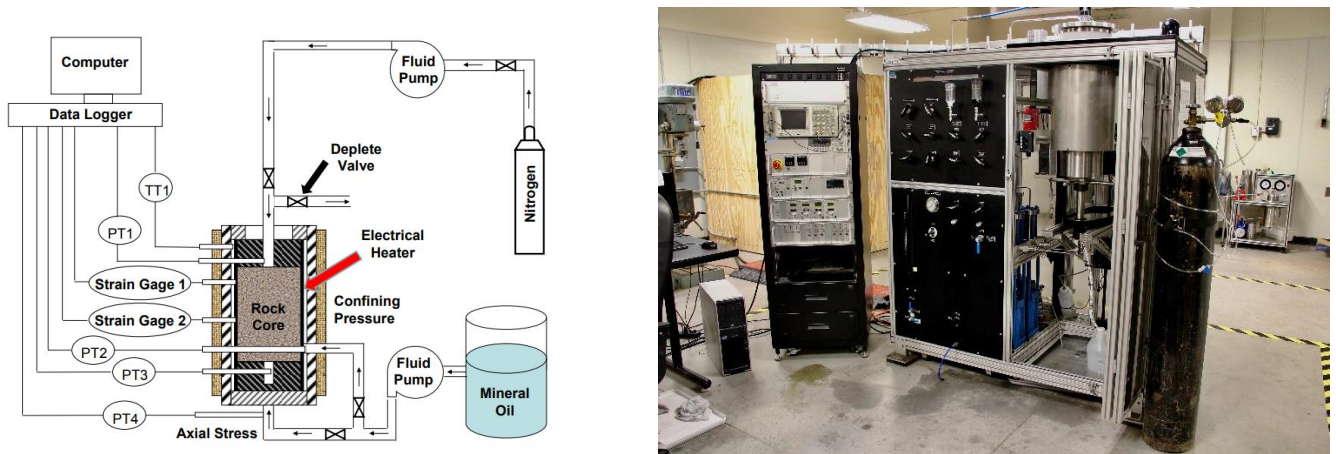 Computer
Data Logger
Fluid
Pump
Deplete
Valve
Nitrogen
TT1
PT1
Electrical
Heater
Strain Gage 1
Strain Gage 2
Rock
Core
Confining
Pressure
PT2
PT3
PT4
Fluid
Pump
Mineral
Oil
Axial Stress